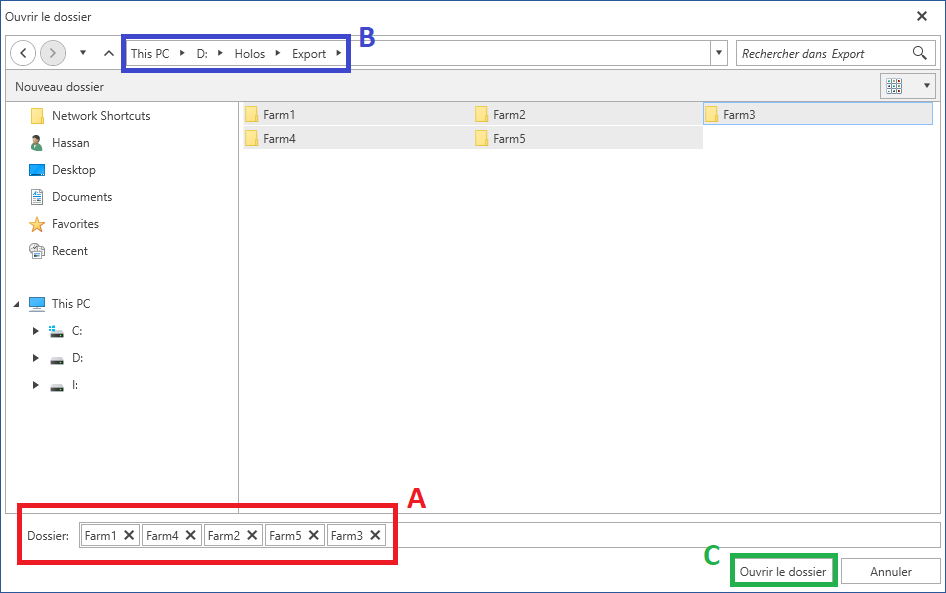 Ouvrir le dossier
This PC D: Holos Export
B
Rechercher dans Export
Nouveau dossier
Network Shortcuts
Hassan
Desktop
Documents
Favorites
Recent
This PC
C:
D:
I:
Farm1 Farm2 Farm3
Farm4 Farm5
A
Dossier: Farm1 Farm4 Farm2 Farm5 Farm3
C
Ouvrir le dossier Annuler